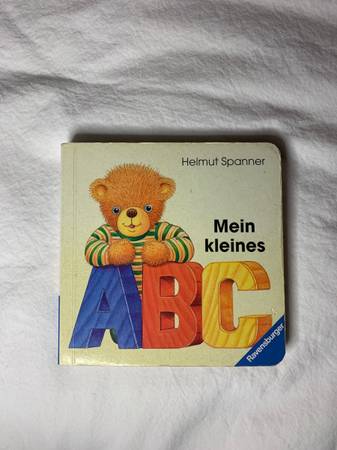 Helmut Spanner
Mein
kleines
ABC
Ravensburger